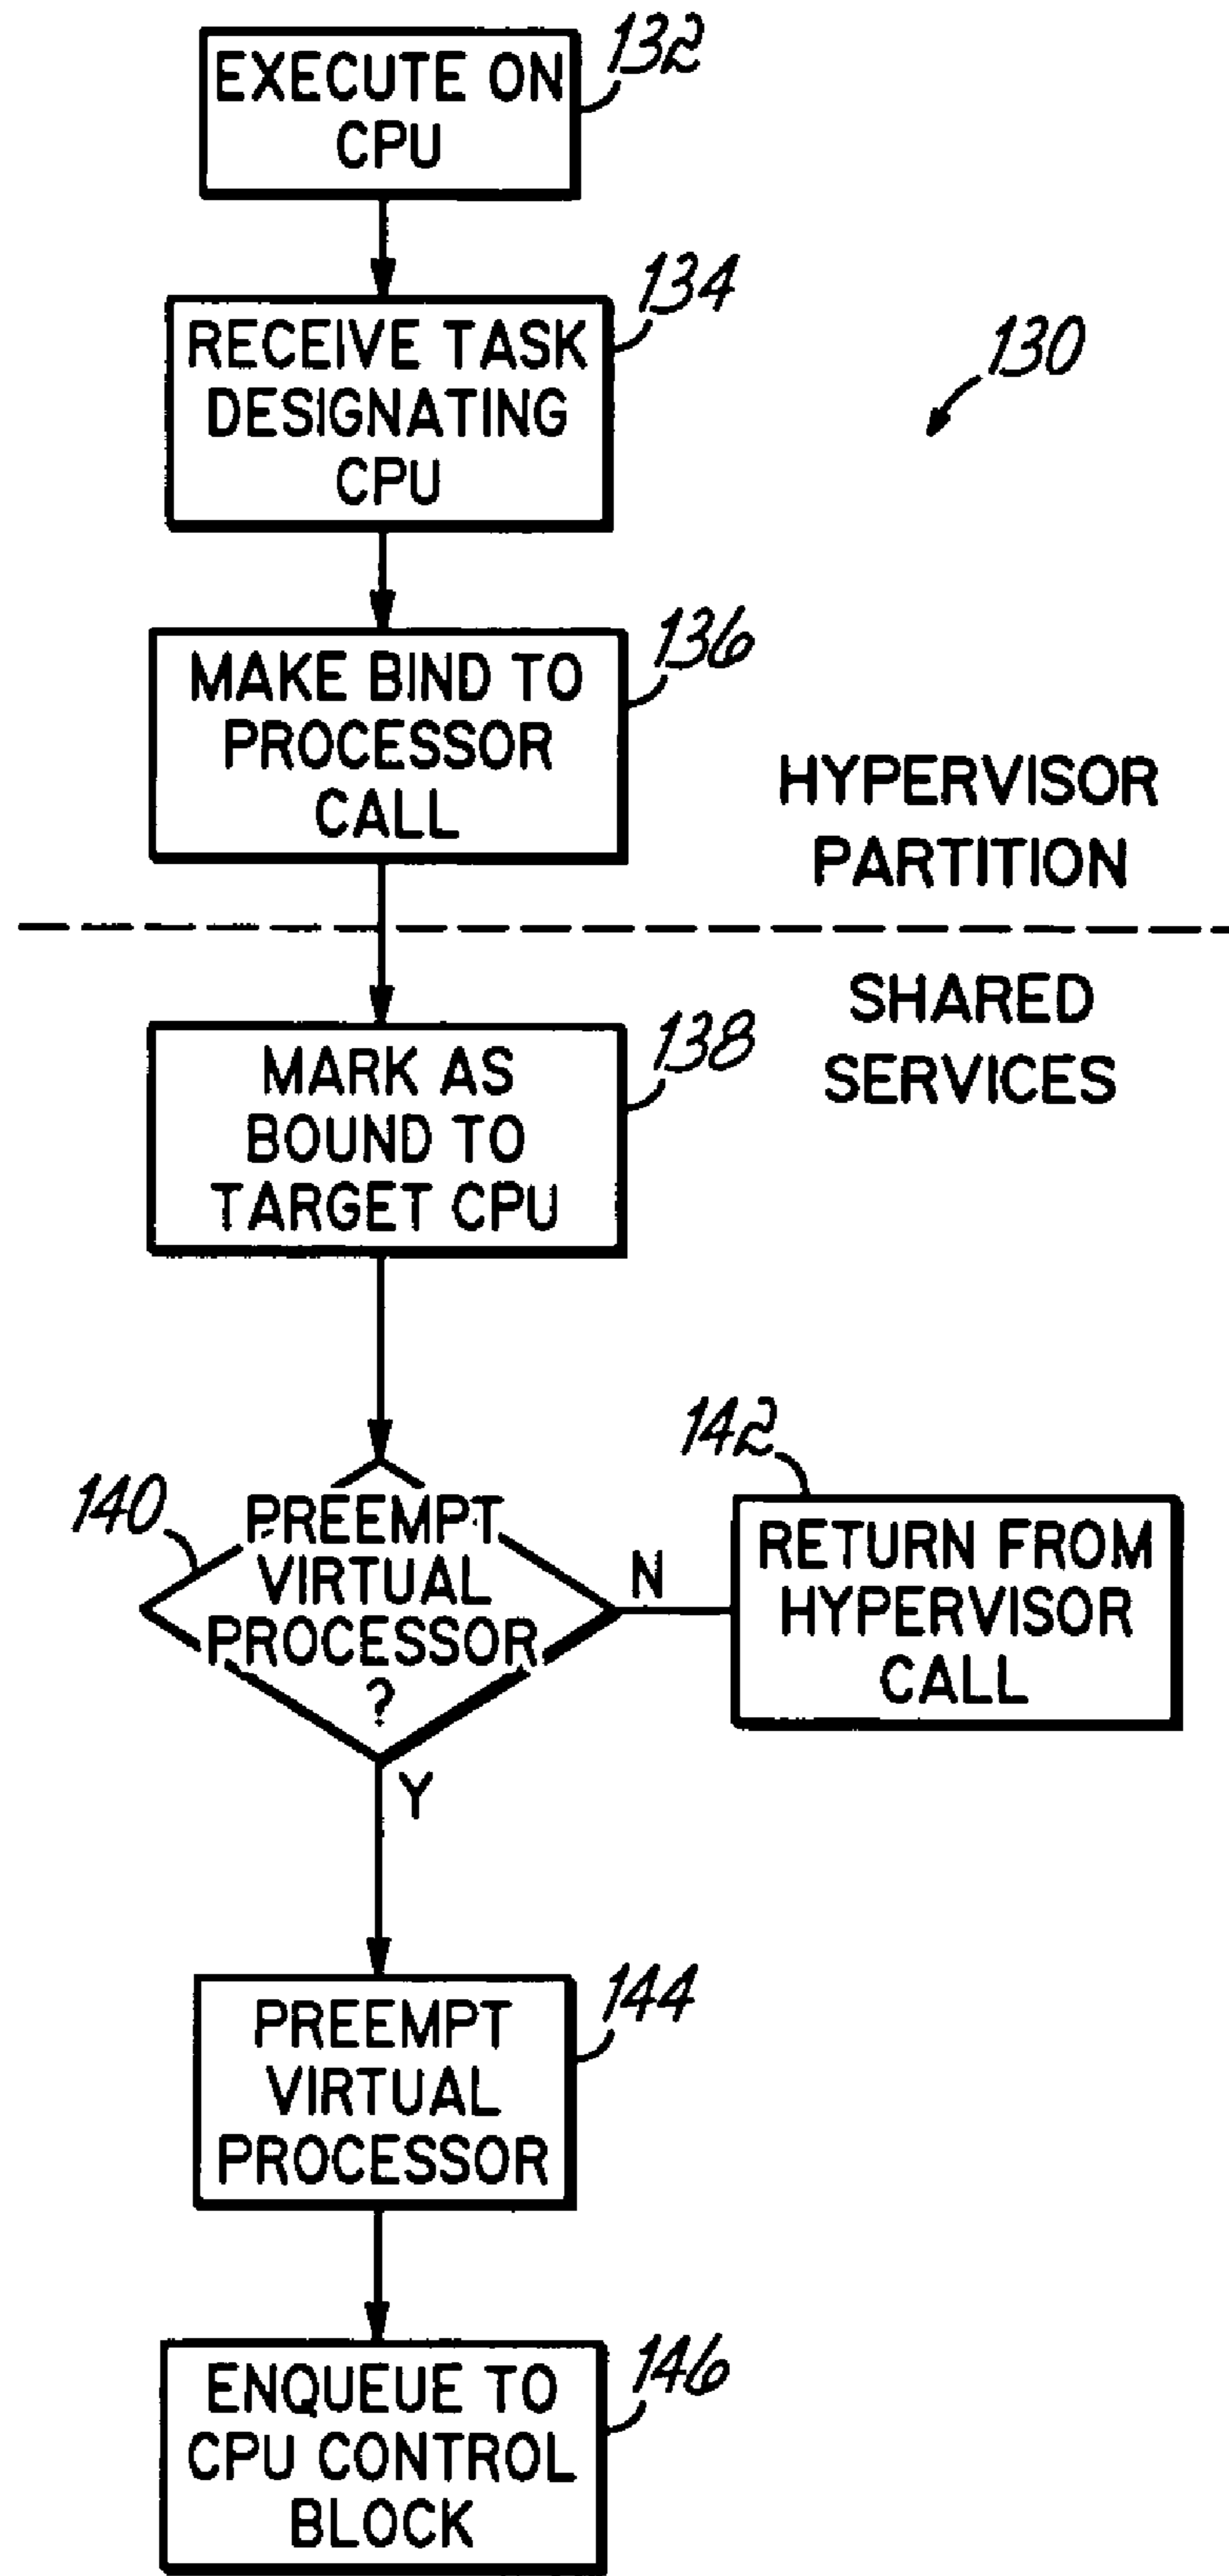 EXECUTE ON
CPU
132
RECEIVE TASK
DESIGNATING
CPU
134
130
MAKE BIND TO
PROCESSOR
CALL
136
HYPERVISOR
PARTITION
SHARED
SERVICES
MARK AS
BOUND TO
TARGET CPU
138
140
PREEMPT
VIRTUAL
PROCESSOR
?
N
Y
142
RETURN FROM
HYPERVISOR
CALL
PREEMPT
VIRTUAL
PROCESSOR
144
ENQUEUE TO
CPU CONTROL
BLOCK
146